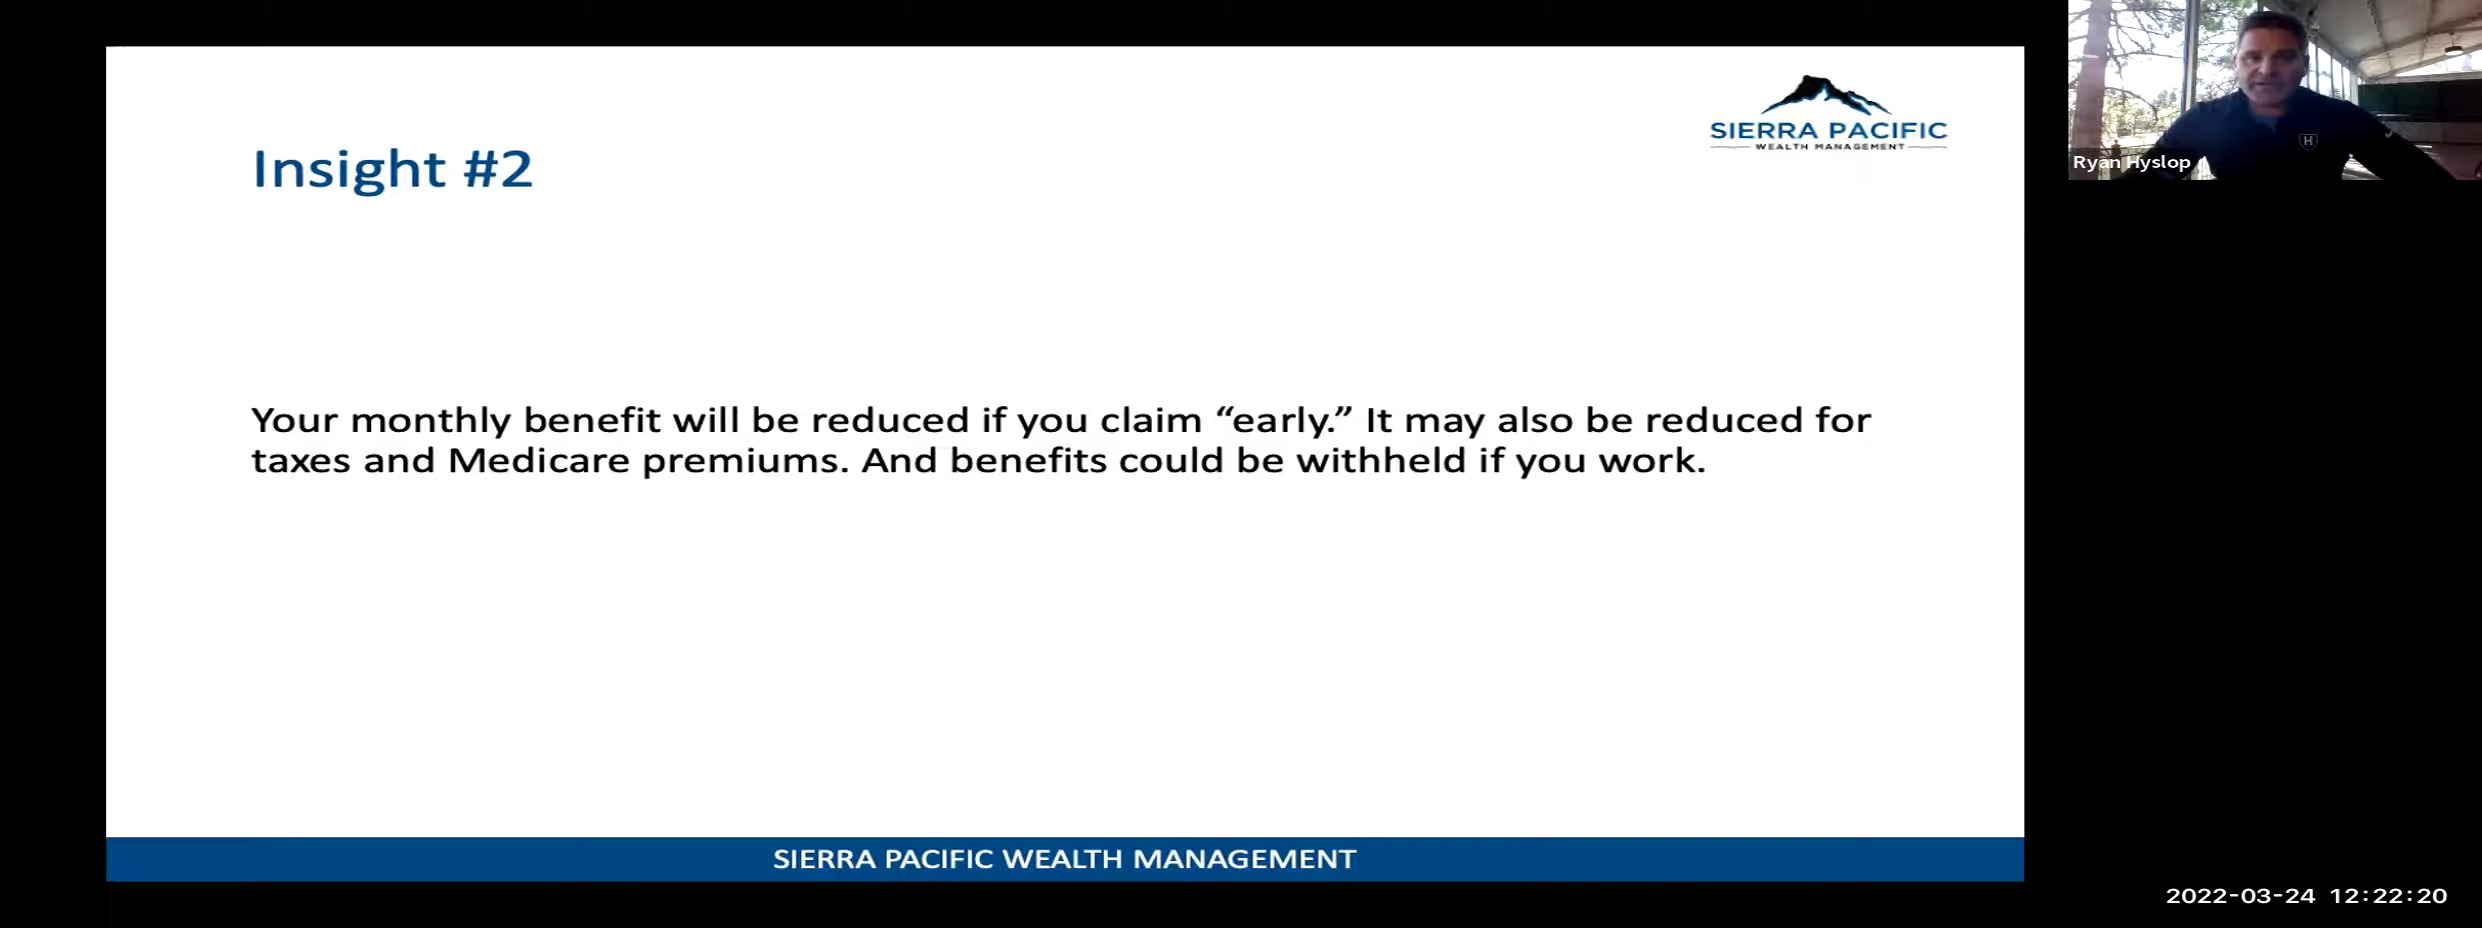 SIERRA PACIFIC
WEALTH MANAGEMENT
Ryan Hyslop
Insight #2
Your monthly benefit will be reduced if you claim “early.” It may also be reduced for
taxes and Medicare premiums. And benefits could be withheld if you work.
SIERRA PACIFIC WEALTH MANAGEMENT
2022-03-24 12:22:20
H